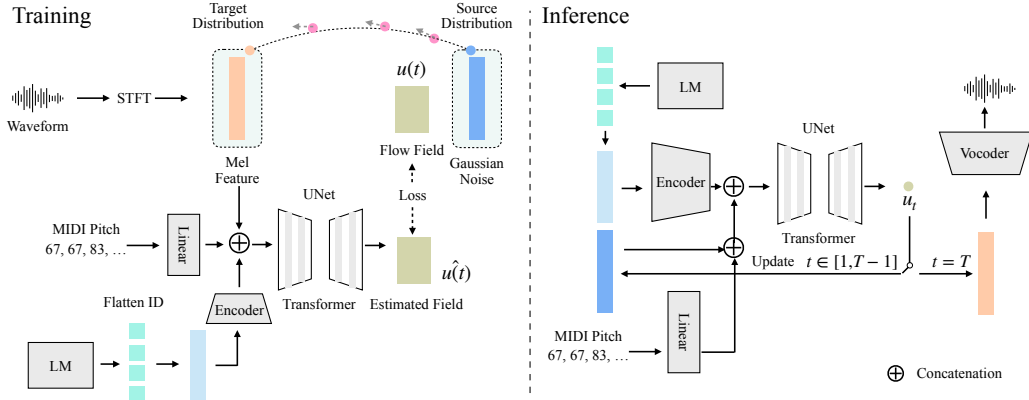 Training
Target
Distribution
Source
Distribution
Waveform
STFT
u(t)
Flow Field
Gaussian
Noise
Mel
Feature
Loss
UNet
MIDI Pitch
67, 67, 83, …
Linear
Transformer
û(t)
Estimated Field
Flatten ID
Encoder
LM
Inference
LM
UNet
Vocoder
Encoder
u_t
Transformer
Update t ∈ [1,T − 1]
t = T
MIDI Pitch
67, 67, 83, …
Linear
Concatenation